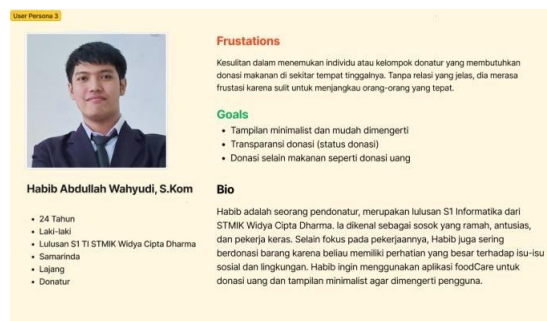 User Persona 3
Frustations
Kesulitan dalam menemukan individu atau kelompok donatur yang membutuhkan
donasi makanan di sekitar tempat tinggalnya. Tanpa relasi yang jelas, dia merasa
frustasi karena sulit untuk menjangkau orang-orang yang tepat.
Goals
• Tampilan minimalist dan mudah dimengerti
• Transparansi donasi (status donasi)
• Donasi selain makanan seperti donasi uang
Habib Abdullah Wahyudi, S.Kom
• 24 Tahun
• Laki-laki
• Lulusan S1 TI STMIK Widya Cipta Dharma
• Samarinda
• Lajang
• Donatur
Bio
Habib adalah seorang pendonatur, merupakan lulusan S1 Informatika dari
STMIK Widya Cipta Dharma. Ia dikenal sebagai sosok yang ramah, antusias,
dan pekerja keras. Selain fokus pada pekerjaannya, Habib juga sering
berdonasi barang karena beliau memiliki perhatian yang besar terhadap isu-isu
sosial dan lingkungan. Habib ingin menggunakan aplikasi foodCare untuk
donasi uang dan tampilan minimalist agar dimengerti pengguna.